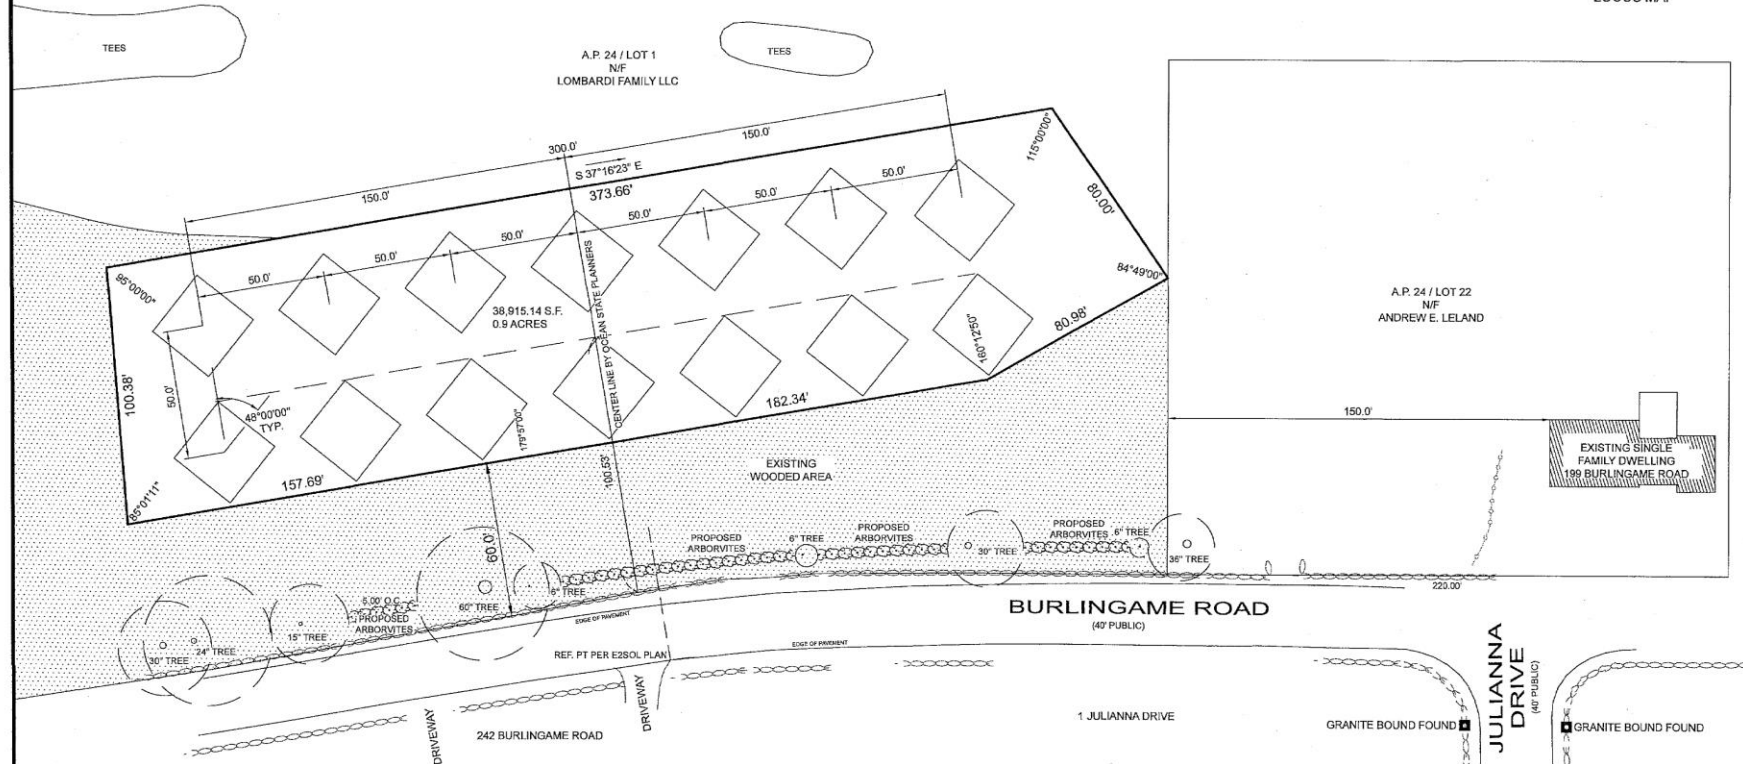 TEES
A.P. 24 / LOT 1
N/F
LOMBARDI FAMILY LLC
TEES
150.0'
300.0'
150.0'
S 37°16'23" E
373.66'
115°00'00"
80.00'
84°49'00"
50.0'
50.0'
50.0'
50.0'
50.0'
50.0'
95°00'00"
38,915.14 S.F.
0.9 ACRES
CENTER LINE BY OCEAN STATE PLANNERS
A.P. 24 / LOT 22
N/F
ANDREW E. LELAND
80.98'
160°12'50"
100.38'
50.0'
48°00'00"
TYP.
179°57'00"
182.34'
157.69'
85°01'11"
100.53'
60.0'
EXISTING
WOODED AREA
150.0'
EXISTING SINGLE
FAMILY DWELLING
199 BURLINGAME ROAD
PROPOSED
ARBORVITES
6" TREE
PROPOSED
ARBORVITES
30" TREE
PROPOSED
ARBORVITES
6" TREE
36" TREE
220.00'
30" TREE
24" TREE
15" TREE
5.00' O.C.
PROPOSED
ARBORVITES
60" TREE
6" TREE
EDGE OF PAVEMENT
BURLINGAME ROAD
(40' PUBLIC)
EDGE OF PAVEMENT
REF. PT PER E2SOL PLAN
DRIVEWAY
DRIVEWAY
242 BURLINGAME ROAD
1 JULIANNA DRIVE
GRANITE BOUND FOUND
JULIANNA
DRIVE
(40' PUBLIC)
GRANITE BOUND FOUND